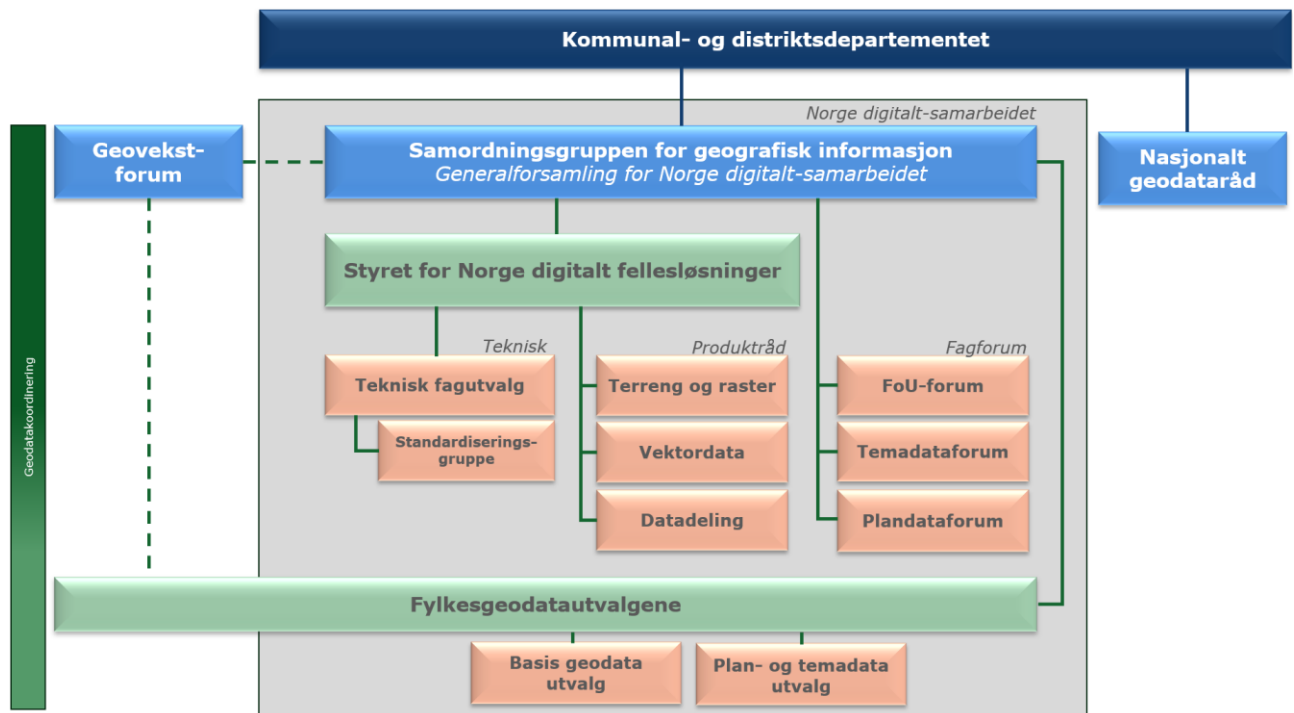 Kommunal- og distriktsdepartementet
Norge digitalt-samarbeidet
Geovekst-
forum
Samordningsgruppen for geografisk informasjon
Generalforsamling for Norge digitalt-samarbeidet
Nasjonalt
geodataråd
Styret for Norge digitalt fellesløsninger
Teknisk
Produktråd
Fagforum
Teknisk fagutvalg
Terreng og raster
FoU-forum
Standardiserings-
gruppe
Vektordata
Temadataforum
Datadeling
Plandataforum
Geodatakoordinering
Fylkesgeodatautvalgene
Basis geodata
utvalg
Plan- og temadata
utvalg